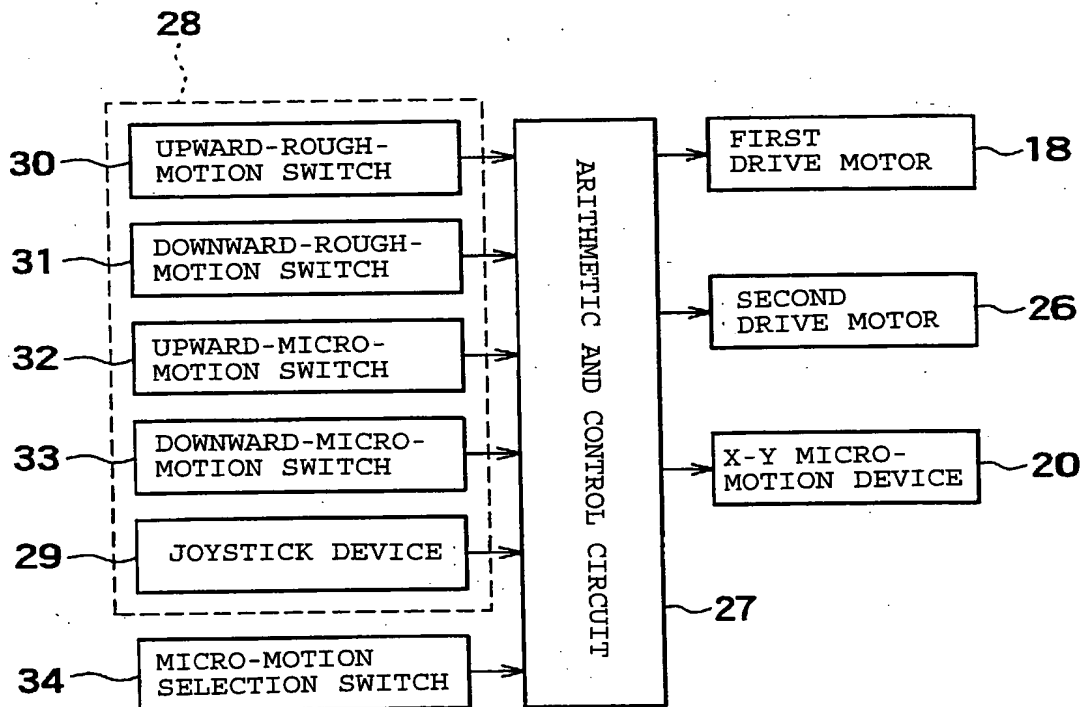 28
30
UPWARD-ROUGH-
MOTION SWITCH
31
DOWNWARD-ROUGH-
MOTION SWITCH
32
UPWARD-MICRO-
MOTION SWITCH
33
DOWNWARD-MICRO-
MOTION SWITCH
29
JOYSTICK DEVICE
34
MICRO-MOTION
SELECTION SWITCH
ARITHMETIC AND CONTROL CIRCUIT
27
FIRST
DRIVE MOTOR
18
SECOND
DRIVE MOTOR
26
X-Y MICRO-
MOTION DEVICE
20